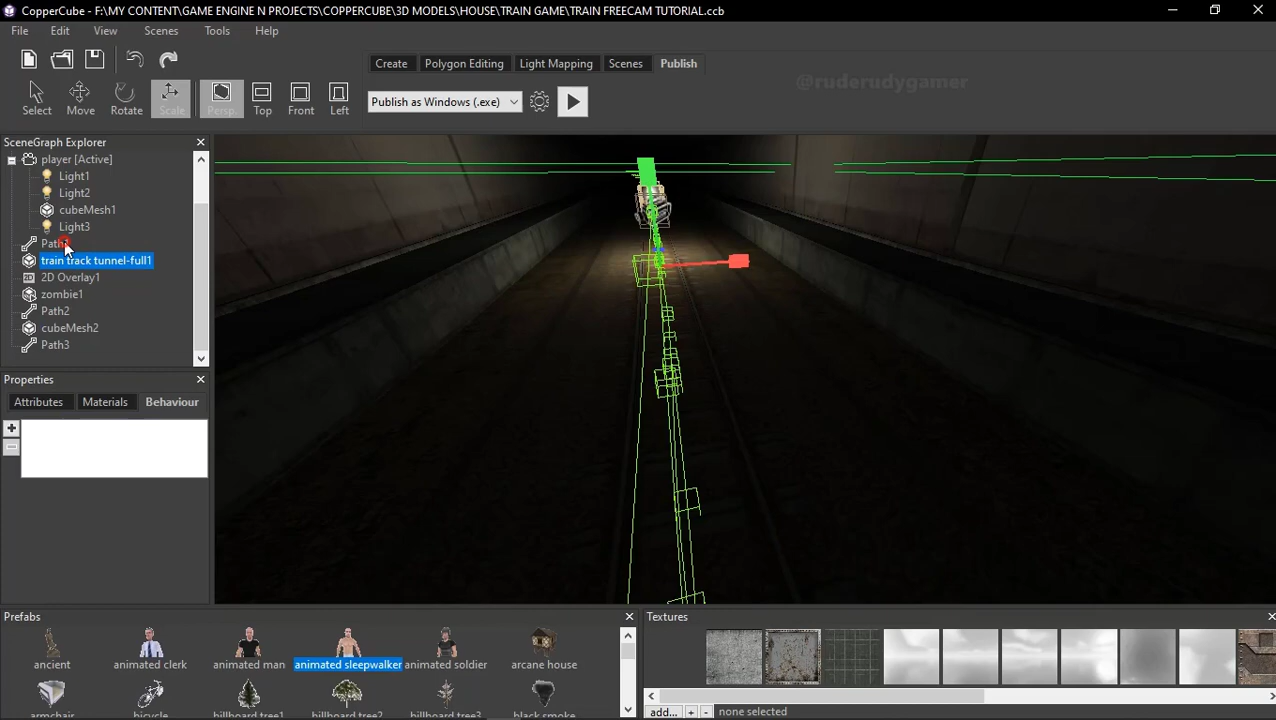 CopperCube - F:\MY CONTENT\GAME ENGINE N PROJECTS\COPPERCUBE\3D MODELS\HOUSE\TRAIN GAME\TRAIN FREECAM TUTORIAL.ccb
File Edit View Scenes Tools Help
Create Polygon Editing Light Mapping Scenes Publish
@ruderudygamer
Select Move Rotate Scale Persp. Top Front Left
Publish as Windows (.exe)
SceneGraph Explorer
player [Active]
Light1
Light2
cubeMesh1
Light3
Path
train track tunnel-full1
2D Overlay1
zombie1
Path2
cubeMesh2
Path3
Properties
Attributes Materials Behaviour
Prefabs
ancient animated clerk animated man animated sleepwalker animated soldier arcane house
armchair bicycle billboard tree1 billboard tree2 billboard tree3 black smoke
Textures
add... + - none selected